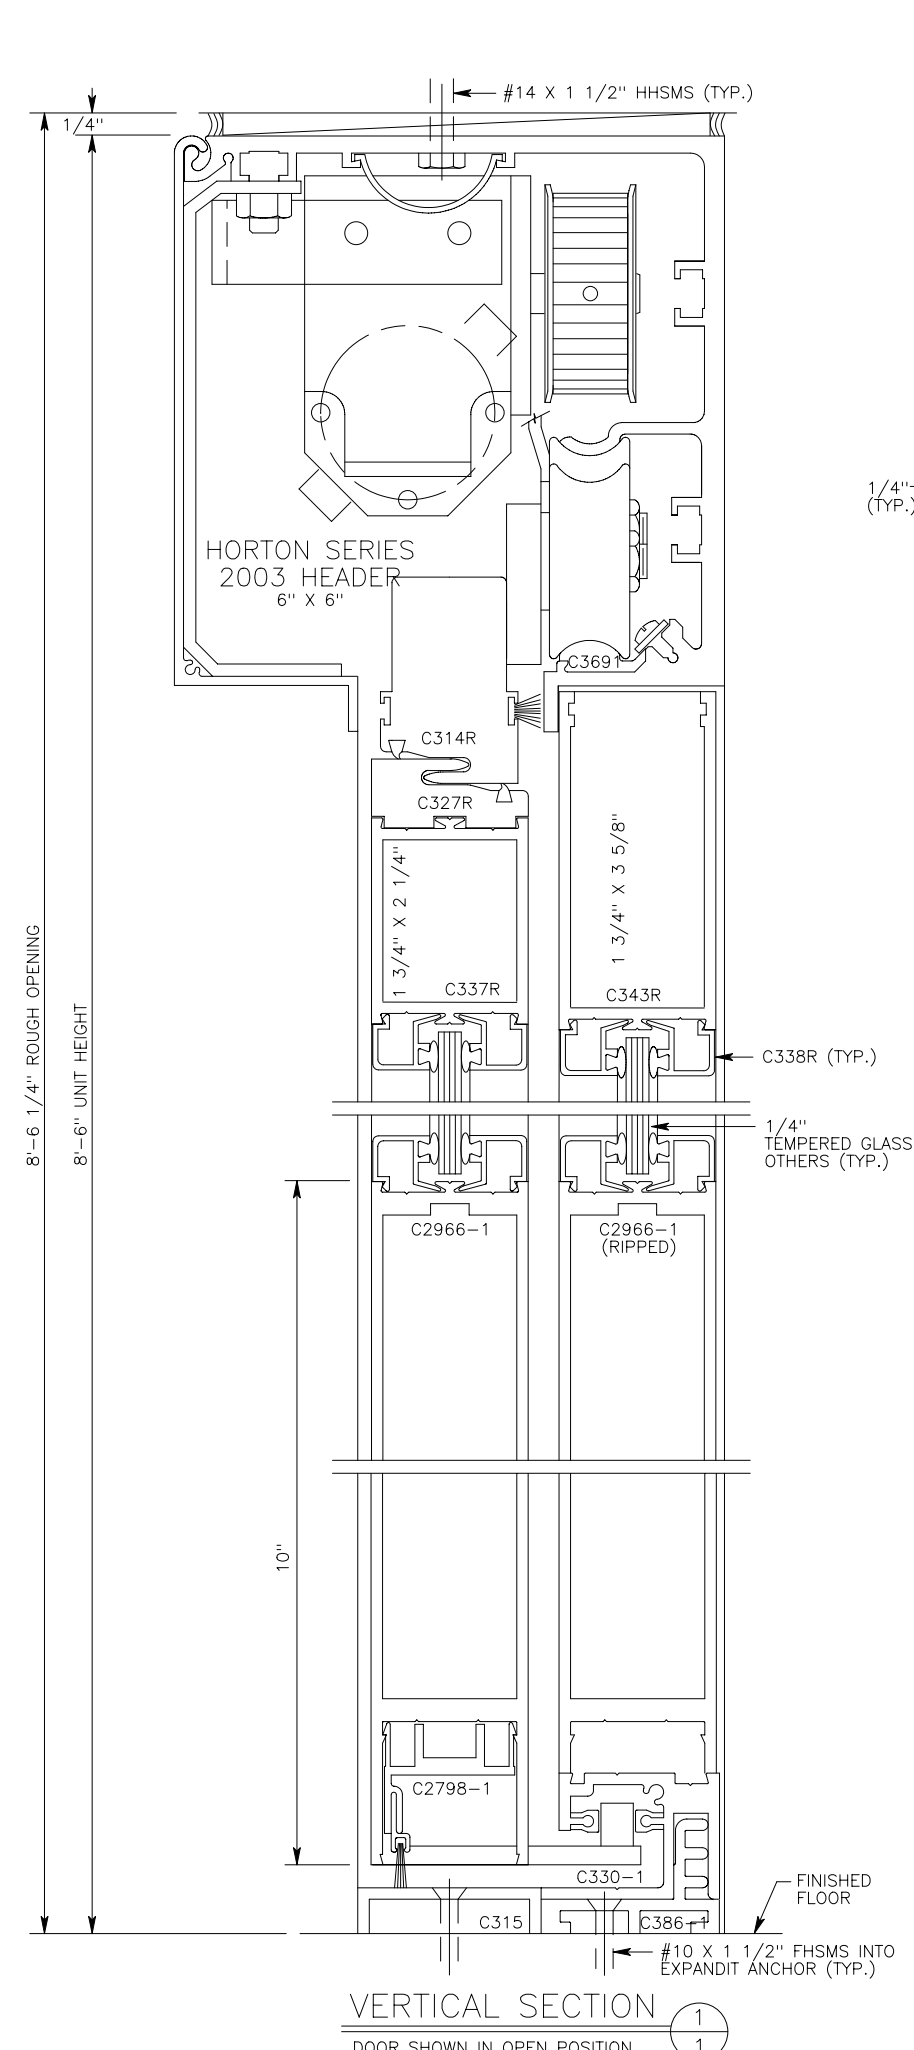 #14 X 1 1/2" HHSMS (TYP.)
1/4"
1/4"
(TYP.)
HORTON SERIES
2003 HEADER
6" X 6"
C3691
C314R
C327R
1 3/4" X 2 1/4"
1 3/4" X 3 5/8"
C337R
C343R
8'-6 1/4" ROUGH OPENING
8'-6" UNIT HEIGHT
C338R (TYP.)
1/4"
TEMPERED GLASS
OTHERS (TYP.)
C2966-1
C2966-1
(RIPPED)
10"
C2798-1
C330-1
FINISHED
FLOOR
C315
C386-1
#10 X 1 1/2" FHSMS INTO
EXPANDIT ANCHOR (TYP.)
VERTICAL SECTION
1
1
DOOR SHOWN IN OPEN POSITION